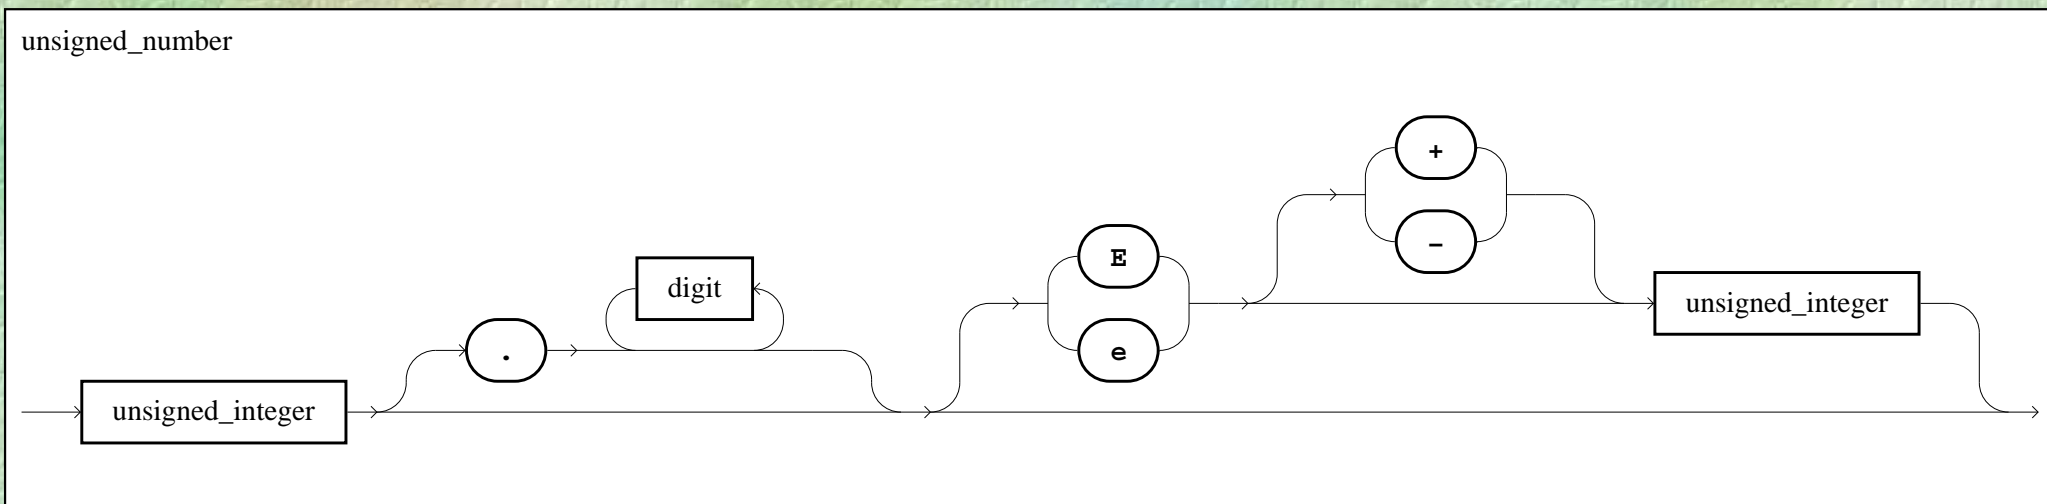 unsigned_number
+
-
E
e
unsigned_integer
digit
.
unsigned_integer